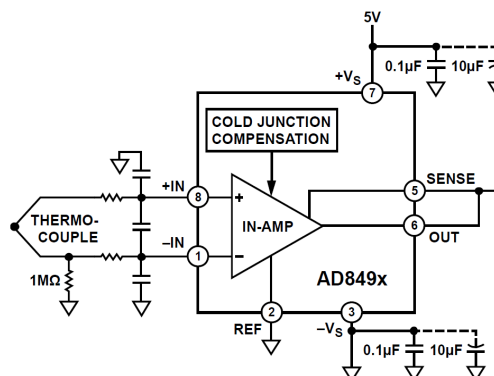 5V
0.1µF
10µF
+VS
7
COLD JUNCTION
COMPENSATION
+IN
8
+
5
SENSE
THERMO-
COUPLE
IN-AMP
–IN
1
–
6
OUT
1MΩ
AD849x
2
3
REF
–VS
0.1µF
10µF